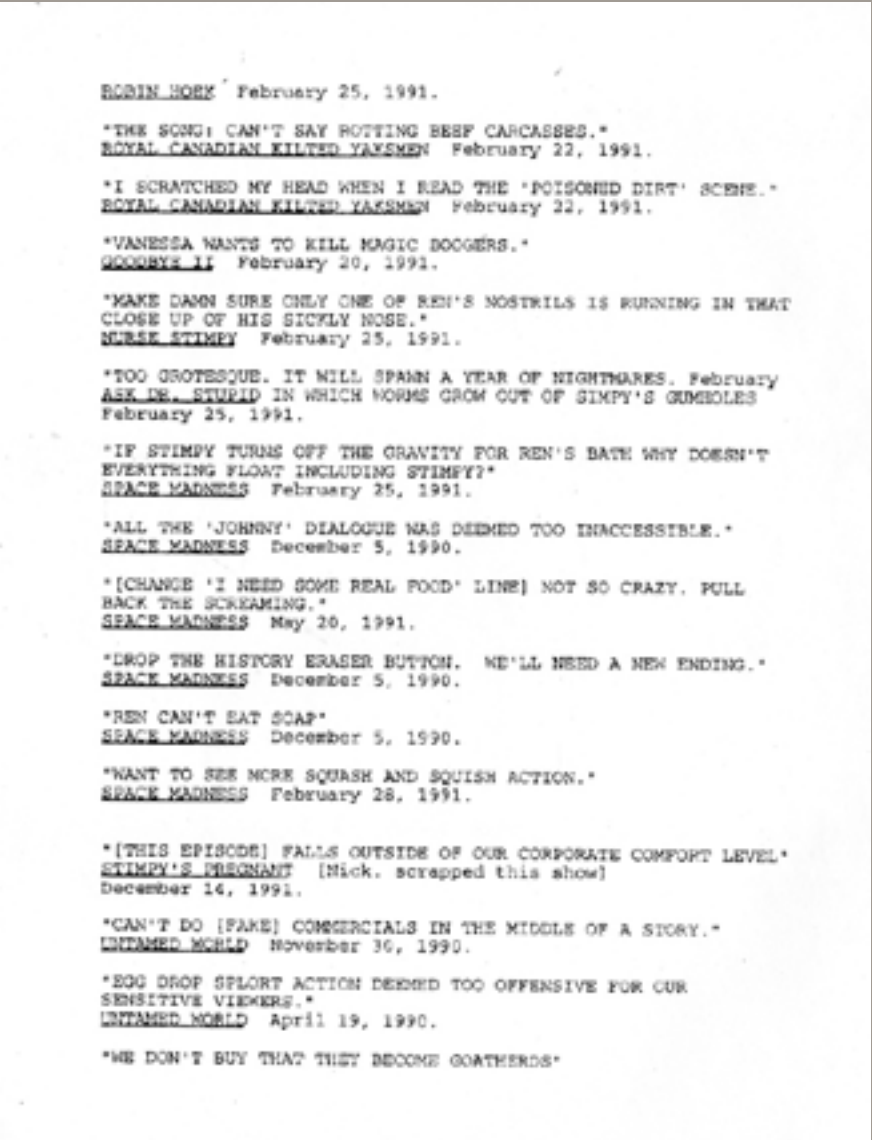 ROBIN HOEK February 25, 1991.
"THE SONG: CAN'T SAY ROTTING BEEF CARCASSES."
ROYAL CANADIAN KILTED YAKSMEN February 22, 1991.
"I SCRATCHED MY HEAD WHEN I READ THE 'POISONED DIRT' SCENE."
ROYAL CANADIAN KILTED YAKSMEN February 22, 1991.
"VANESSA WANTS TO KILL MAGIC BOOGERS."
GOODBYE II February 20, 1991.
"MAKE DAMN SURE ONLY ONE OF REN'S NOSTRILS IS RUNNING IN THAT
CLOSE UP OF HIS SICKLY NOSE."
NURSE STIMPY February 25, 1991.
"TOO GROTESQUE. IT WILL SPAWN A YEAR OF NIGHTMARES. February
ASK DR. STUPID IN WHICH WORMS GROW OUT OF SIMPY'S GUMHOLES
February 25, 1991.
"IF STIMPY TURNS OFF THE GRAVITY FOR REN'S BATH WHY DOESN'T
EVERYTHING FLOAT INCLUDING STIMPY?"
SPACE MADNESS February 25, 1991.
"ALL THE 'JOHNNY' DIALOGUE WAS DEEMED TOO INACCESSIBLE."
SPACE MADNESS December 5, 1990.
"[CHANGE 'I NEED SOME REAL FOOD' LINE] NOT SO CRAZY. PULL
BACK THE SCREAMING."
SPACE MADNESS May 20, 1991.
"DROP THE HISTORY ERASER BUTTON. WE'LL NEED A NEW ENDING."
SPACE MADNESS December 5, 1990.
"REN CAN'T EAT SOAP"
SPACE MADNESS December 5, 1990.
"WANT TO SEE MORE SQUASH AND SQUISH ACTION."
SPACE MADNESS February 28, 1991.
"[THIS EPISODE] FALLS OUTSIDE OF OUR CORPORATE COMFORT LEVEL"
STIMPY'S PREGNANT [Nick. scrapped this show]
December 14, 1991.
"CAN'T DO [FAKE] COMMERCIALS IN THE MIDDLE OF A STORY."
UNTAMED WORLD November 30, 1990.
"EGG DROP SPLORT ACTION DEEMED TOO OFFENSIVE FOR OUR
SENSITIVE VIEWERS."
UNTAMED WORLD April 19, 1990.
"WE DON'T BUY THAT THEY BECOME GOATHERDS"